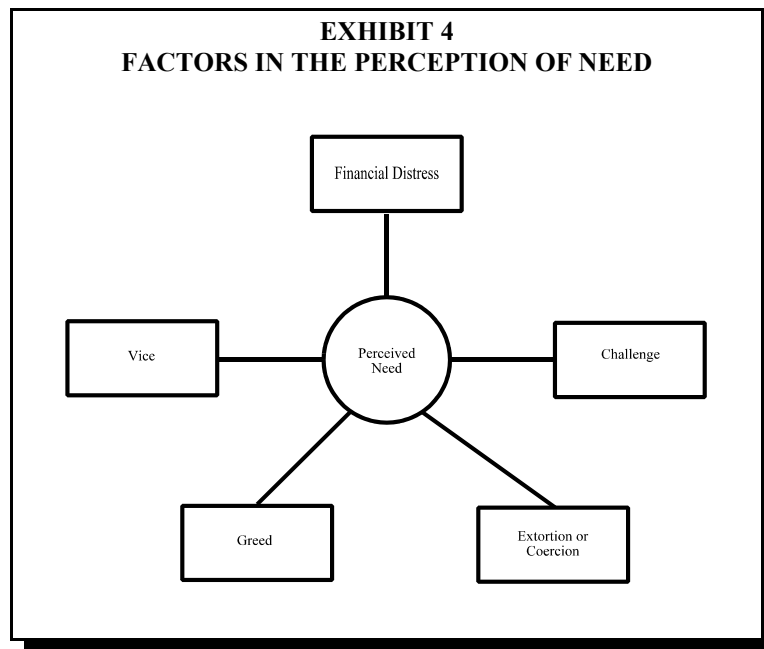 EXHIBIT 4
FACTORS IN THE PERCEPTION OF NEED
Financial Distress
Vice
Perceived
Need
Challenge
Greed
Extortion or
Coercion